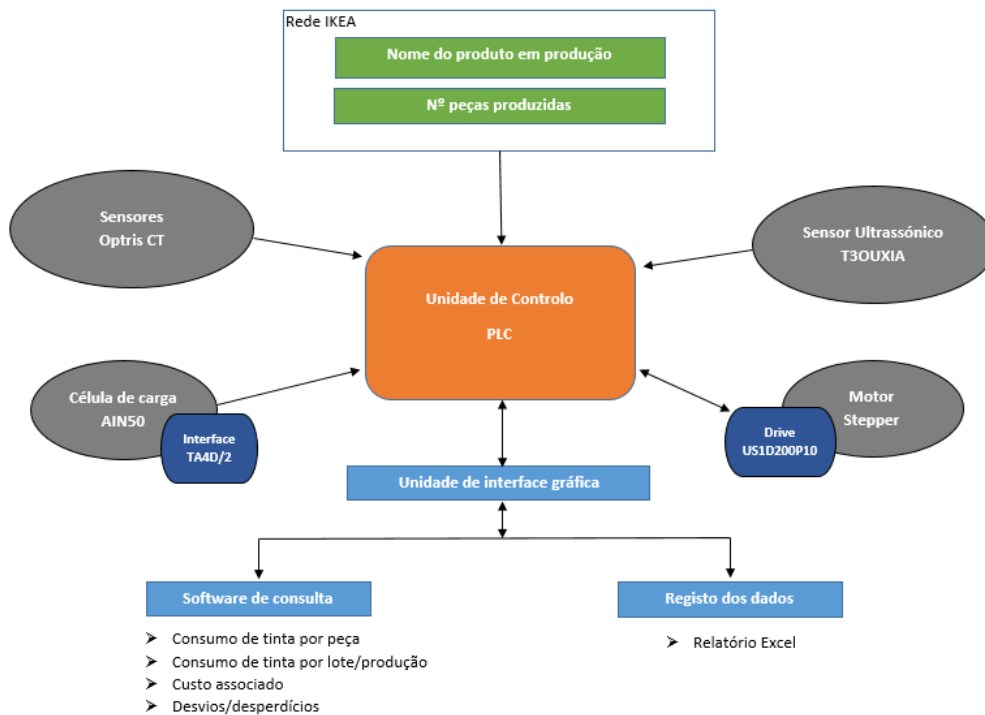 Rede IKEA
Nome do produto em produção
Nº peças produzidas
Sensores
Optris CT
Sensor Ultrassónico
T3OUXIA
Unidade de Controlo
PLC
Célula de carga
AIN50
Interface
TA4D/2
Motor
Stepper
Drive
US1D200P10
Unidade de interface gráfica
Software de consulta
➤ Consumo de tinta por peça
➤ Consumo de tinta por lote/produção
➤ Custo associado
➤ Desvios/desperdícios
Registo dos dados
➤ Relatório Excel